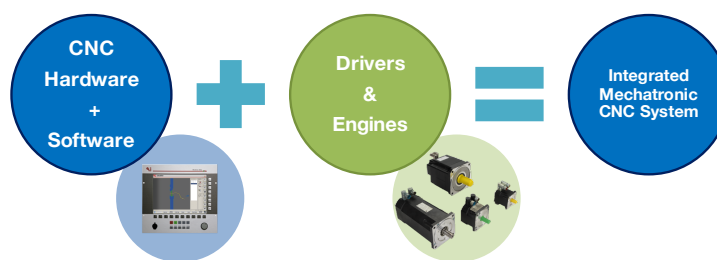 CNC
Hardware
+
Software
Drivers
&
Engines
Integrated
Mechatronic
CNC System